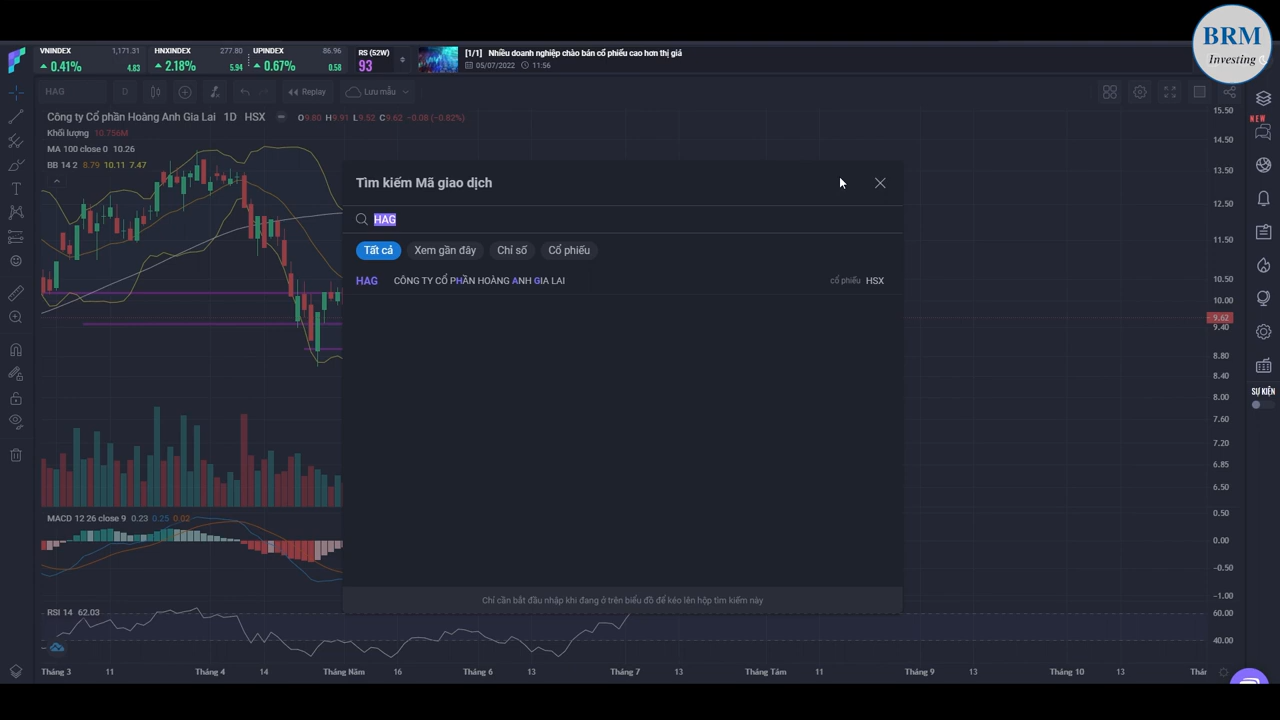 BRM
Investing
VNINDEX 1,171.31
0.41% 4.83
HNXINDEX 277.80
2.18% 5.94
UPINDEX 86.96
0.67% 0.58
RS (52W)
93
[1/1] Nhiều doanh nghiệp chào bán cổ phiếu cao hơn thị giá
05/07/2022 11:56
HAG D Replay Lưu mẫu
Công ty Cổ phần Hoàng Anh Gia Lai 1D HSX O9.80 H9.91 L9.52 C9.62 −0.08 (−0.82%)
Khối lượng 10.756M
MA 100 close 0 10.26
BB 14 2 8.79 10.11 7.47
Tìm kiếm Mã giao dịch
HAG
Tất cả Xem gần đây Chỉ số Cổ phiếu
HAG CÔNG TY CỔ PHẦN HOÀNG ANH GIA LAI cổ phiếu HSX
Chỉ cần bắt đầu nhập khi đang ở trên biểu đồ để kéo lên hộp tìm kiếm này
15.50
14.50
13.50
12.50
11.50
10.50
10.00
9.62
9.40
8.80
8.40
8.00
7.60
7.20
6.85
6.50
NEW
SỰ KIỆN
MACD 12 26 close 9 0.23 0.25 0.02
0.50
0.00
−0.50
−1.00
RSI 14 62.03
60.00
40.00
Tháng 3 11 Tháng 4 14 Tháng Năm 16 Tháng 6 13 Tháng 7 13 Tháng Tám 11 Tháng 9 13 Tháng 10 13 Thár